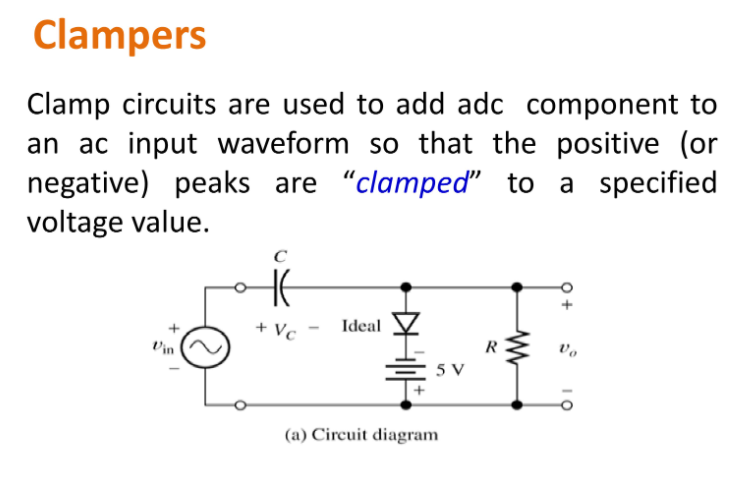 Clampers
Clamp circuits are used to add adc component to
an ac input waveform so that the positive (or
negative) peaks are “clamped” to a specified
voltage value.
C
+ VC −
Ideal
+
vin
−
−
5 V
+
R
+
vo
−
(a) Circuit diagram